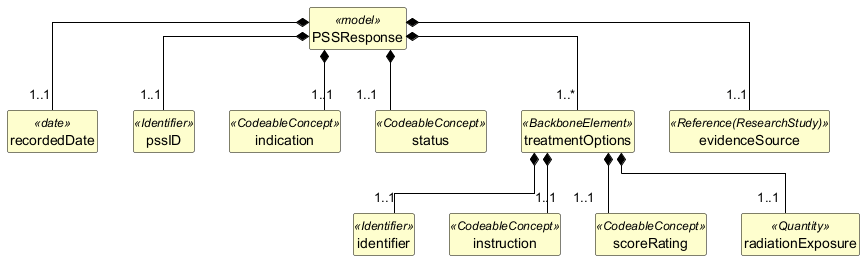 «model»
PSSResponse
1..1
1..1
1..1
1..1
1..*
1..1
«date»
recordedDate
«Identifier»
pssID
«CodeableConcept»
indication
«CodeableConcept»
status
«BackboneElement»
treatmentOptions
«Reference(ResearchStudy)»
evidenceSource
1..1
1..1
1..1
1..1
«Identifier»
identifier
«CodeableConcept»
instruction
«CodeableConcept»
scoreRating
«Quantity»
radiationExposure